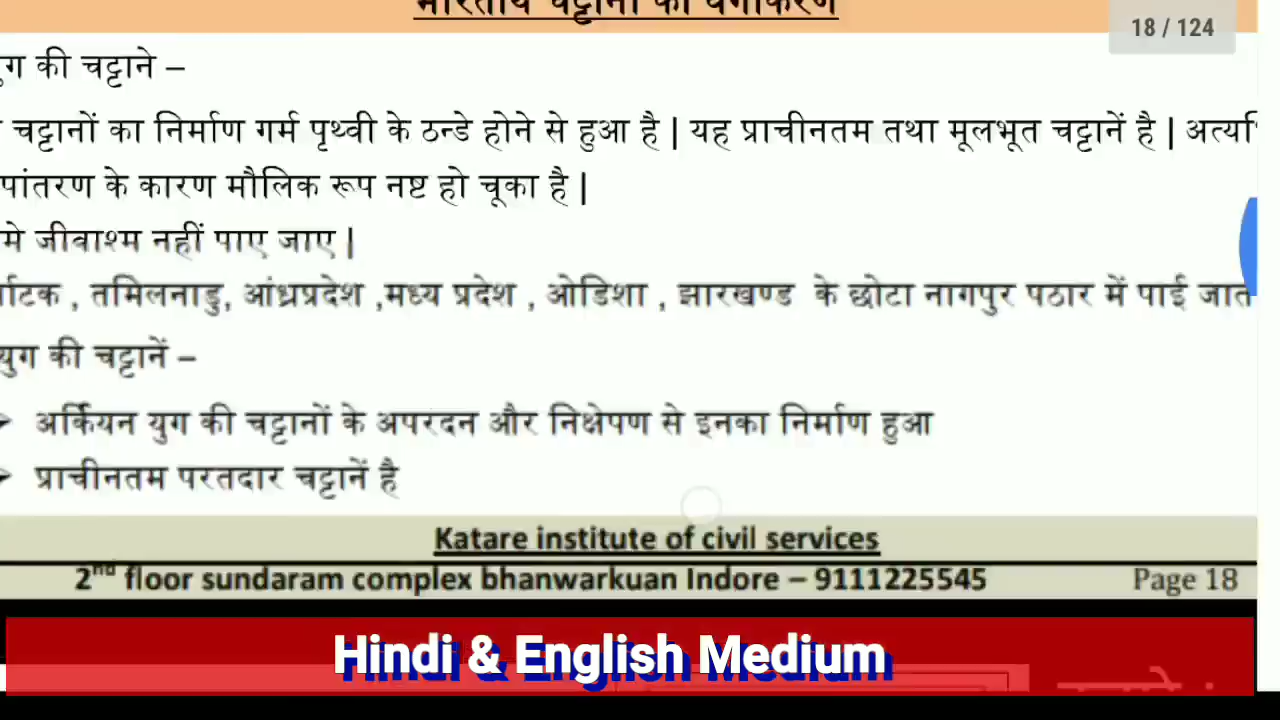 भारतीय चट्टानों का वर्गीकरण
18 / 124
की चट्टाने –
चट्टानों का निर्माण गर्म पृथ्वी के ठन्डे होने से हुआ है | यह प्राचीनतम तथा मूलभूत चट्टानें है |
के कारण मौलिक रूप नष्ट हो चूका है |
जीवाश्म नहीं पाए जाए |
, तमिलनाडु, आंध्रप्रदेश ,मध्य प्रदेश , ओडिशा , झारखण्ड के छोटा नागपुर पठार में पाई
युग की चट्टानें –
अर्कियन युग की चट्टानों के अपरदन और निक्षेपण से इनका निर्माण हुआ
प्राचीनतम परतदार चट्टानें है
Katare institute of civil services
2nd floor sundaram complex bhanwarkuan Indore – 9111225545 Page 18
Hindi & English Medium